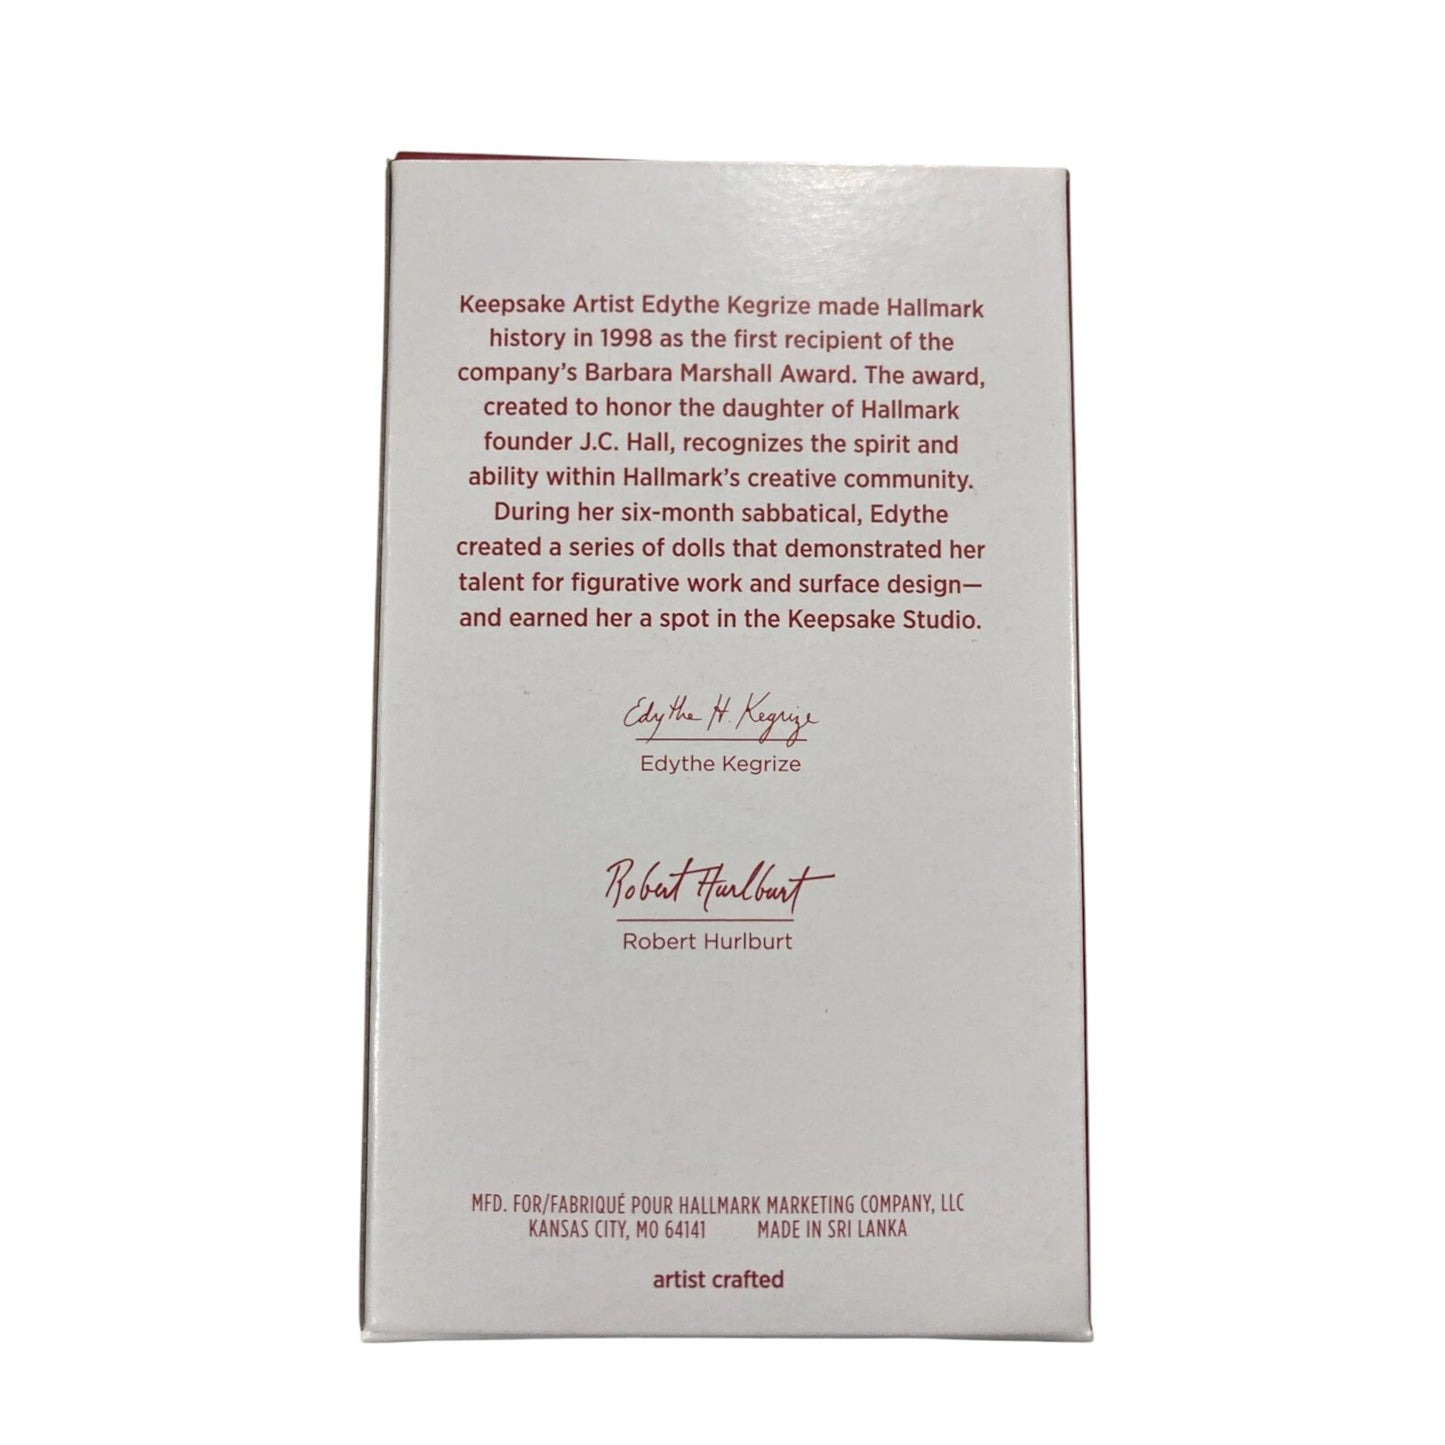 Keepsake Artist Edythe Kegrize made Hallmark
history in 1998 as the first recipient of the
company's Barbara Marshall Award. The award,
created to honor the daughter of Hallmark
founder J.C. Hall, recognizes the spirit and
ability within Hallmark's creative community.
During her six-month sabbatical, Edythe
created a series of dolls that demonstrated her
talent for figurative work and surface design—
and earned her a spot in the Keepsake Studio.
Edythe H. Kegrize
Edythe Kegrize
Robert Hurlburt
Robert Hurlburt
MFD. FOR/FABRIQUÉ POUR HALLMARK MARKETING COMPANY, LLC
KANSAS CITY, MO 64141 MADE IN SRI LANKA
artist crafted